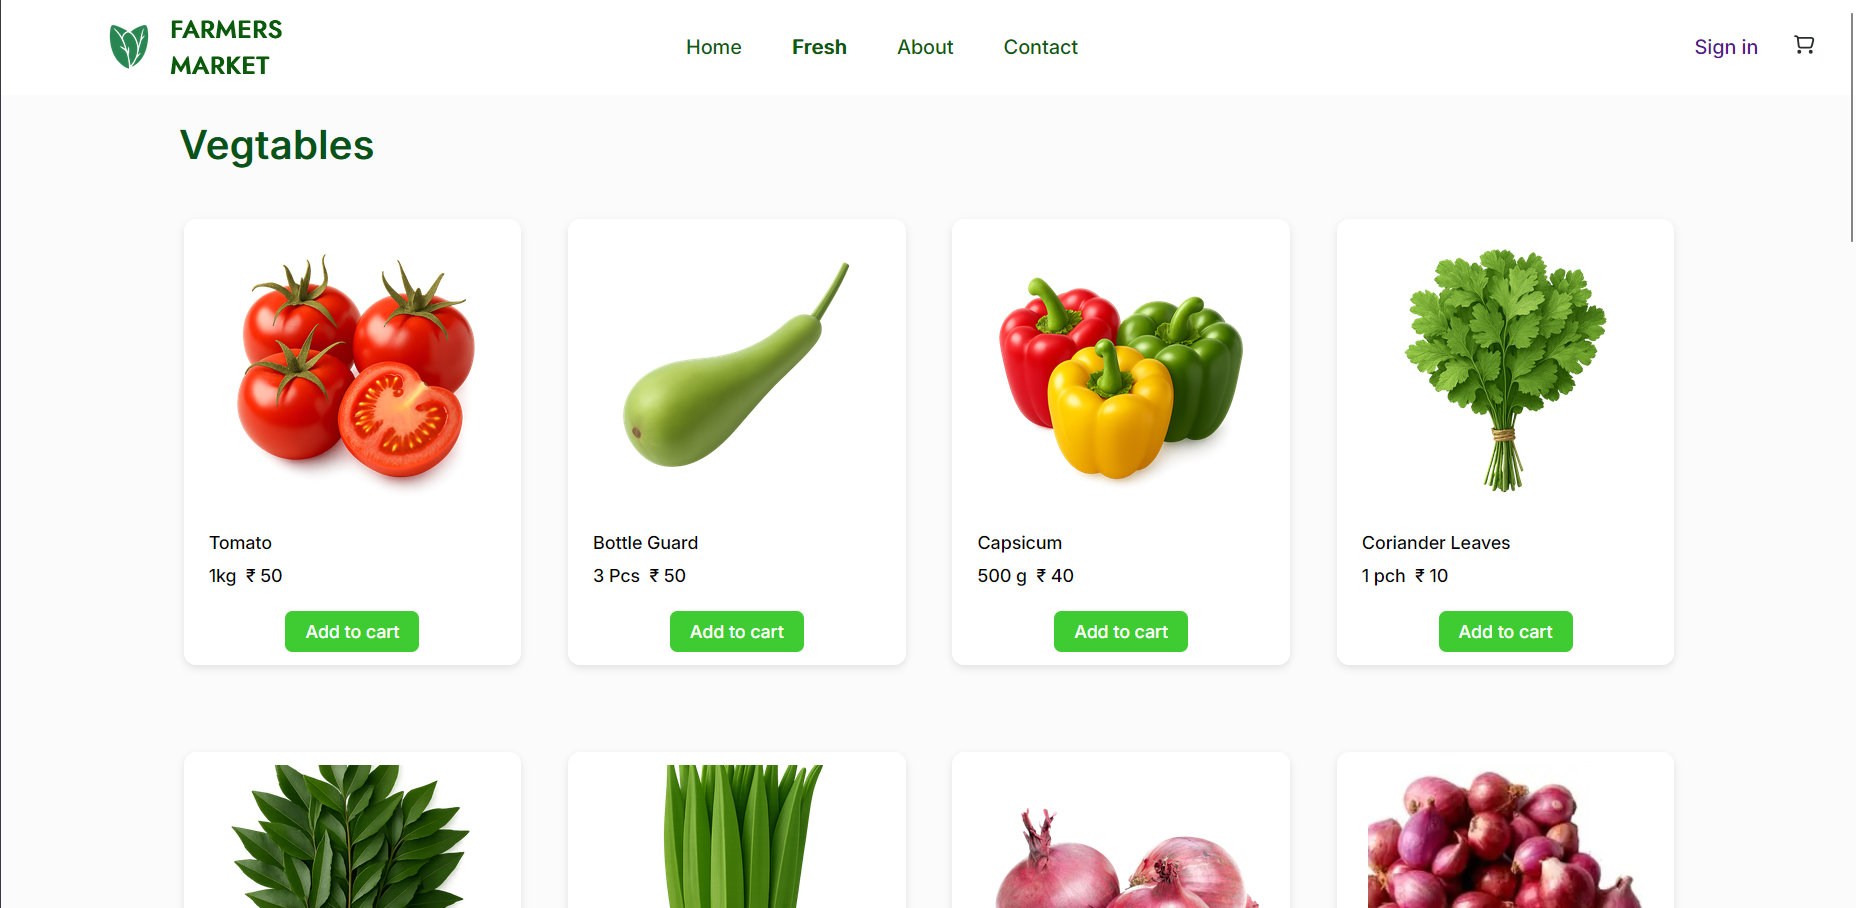 FARMERS
MARKET
Home Fresh About Contact
Sign in
Vegtables
Tomato
1kg ₹ 50
Add to cart
Bottle Guard
3 Pcs ₹ 50
Add to cart
Capsicum
500 g ₹ 40
Add to cart
Coriander Leaves
1 pch ₹ 10
Add to cart